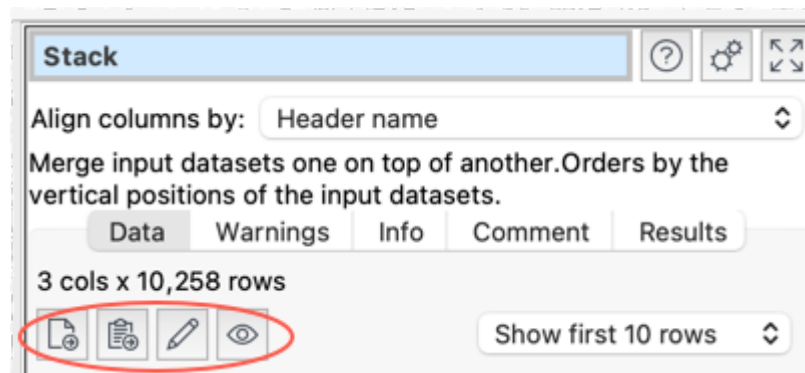 Stack
Align columns by: Header name
Merge input datasets one on top of another.Orders by the
vertical positions of the input datasets.
Data Warnings Info Comment Results
3 cols x 10,258 rows
Show first 10 rows